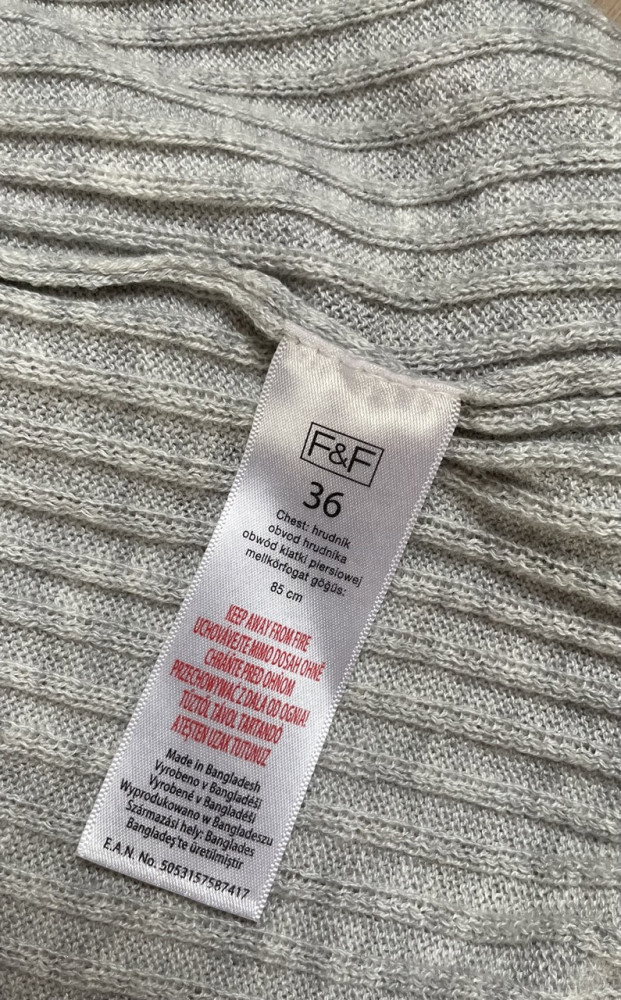 F&F
36
Chest: hrudník
obvod hrudníka
obwód klatki piersiowej
mellkőrfogat göğüs:
85 cm
KEEP AWAY FROM FIRE
UCHOVÁVEJTE MIMO DOSAH OHNĚ
CHRÁŇTE PRED OHŇOM
PRZECHOWYWAĆ Z DALA OD OGNIA!
TŰZTŐL TÁVOL TARTANDÓ
ATEŞTEN UZAK TUTUNUZ
Made in Bangladesh
Vyrobeno v Bangladéši
Vyrobené v Bangladéši
Wyprodukowano w Bangladeszu
Származási hely: Banglades
Bangladeş'te üretilmiştir
E.A.N. No. 5053157587417